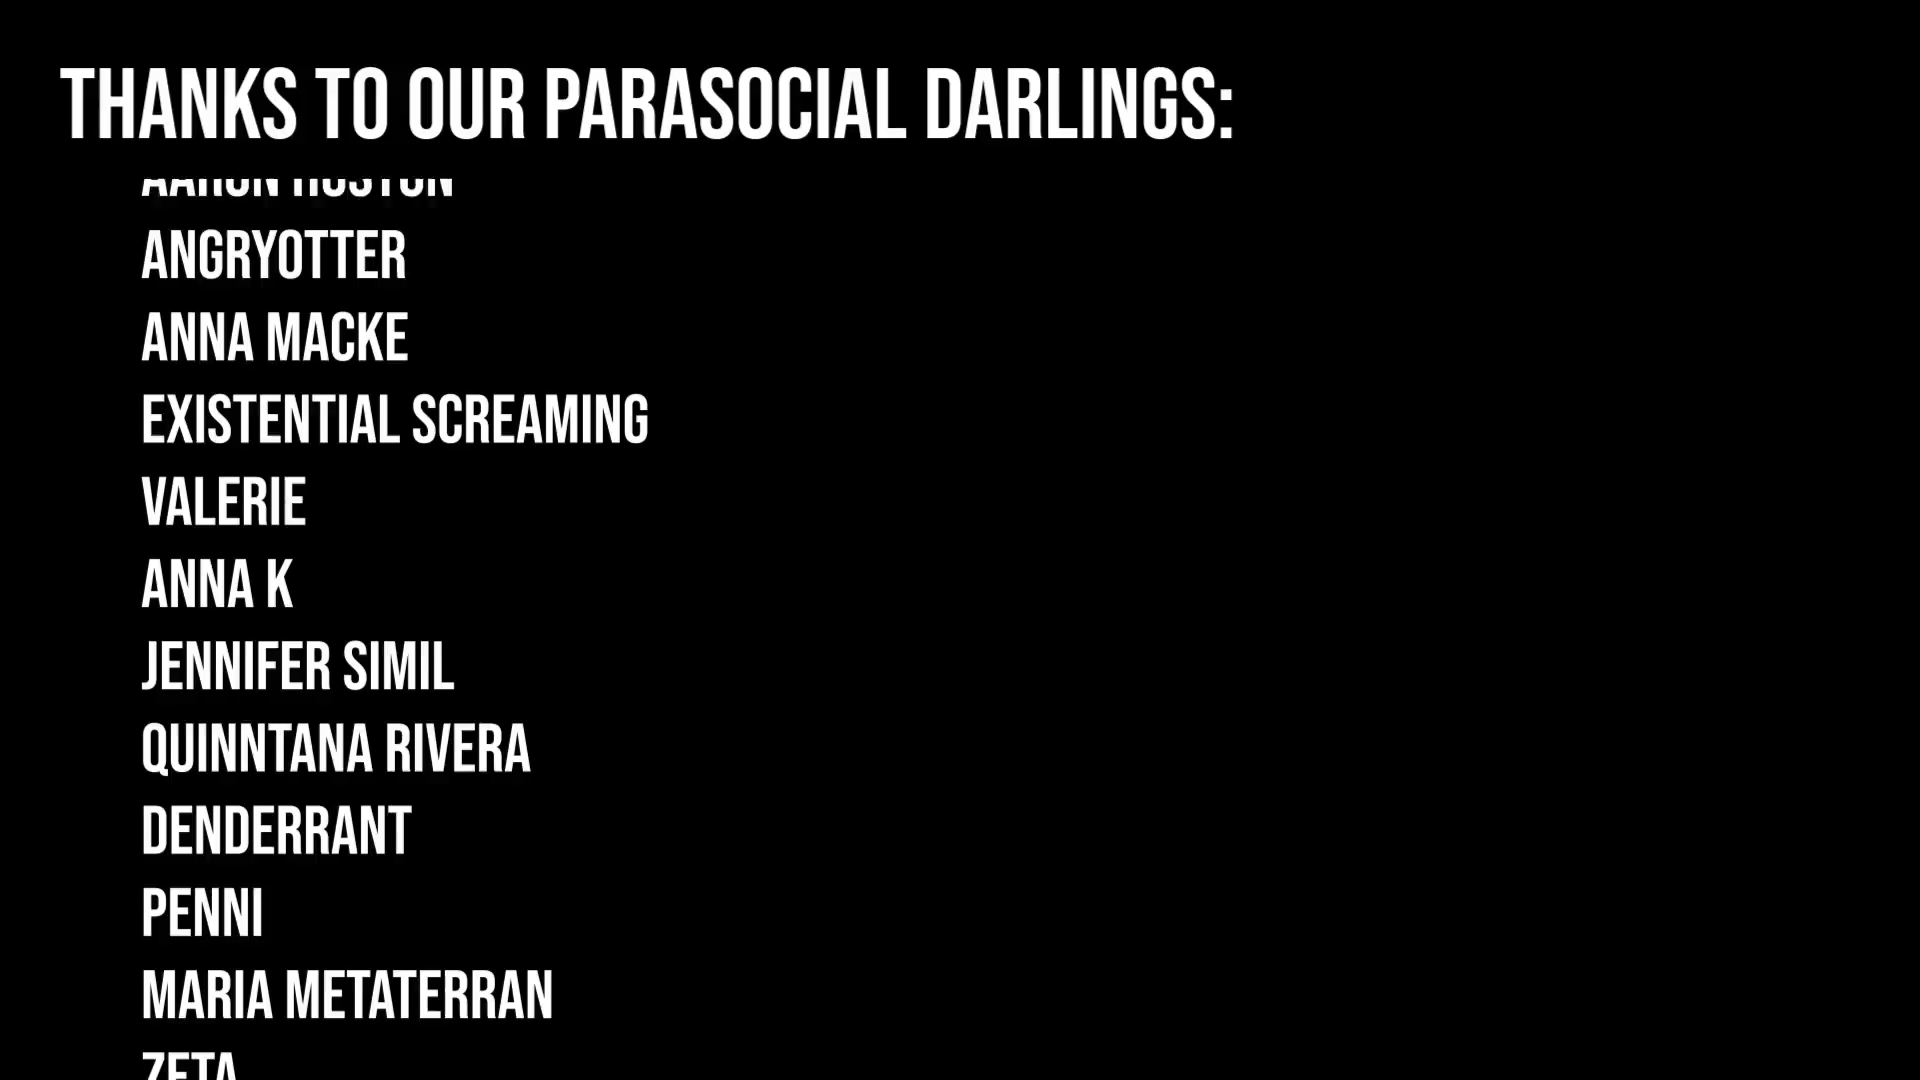 THANKS TO OUR PARASOCIAL DARLINGS:
ANGRYOTTER
ANNA MACKE
EXISTENTIAL SCREAMING
VALERIE
ANNA K
JENNIFER SIMIL
QUINNTANA RIVERA
DENDERRANT
PENNI
MARIA METATERRAN
ZETA